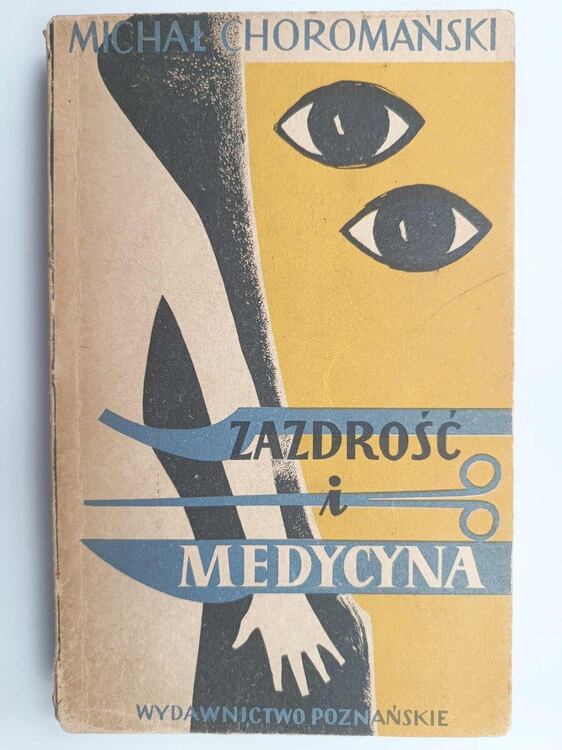 MICHAŁ CHOROMAŃSKI
ZAZDROŚĆ
i
MEDYCYNA
WYDAWNICTWO POZNAŃSKIE